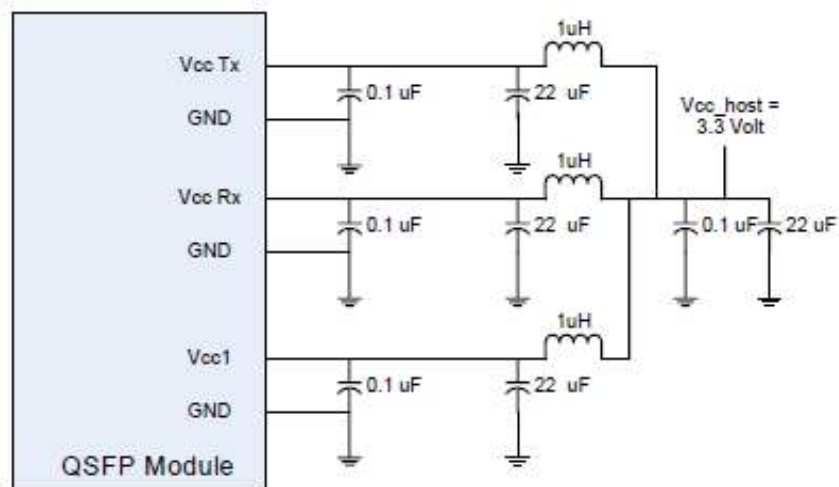 1uH
Vcc Tx
0.1 uF
22 uF
GND
Vcc_host =
3.3 Volt
1uH
Vcc Rx
0.1 uF
22 uF
0.1 uF
22 uF
GND
1uH
Vcc1
0.1 uF
22 uF
GND
QSFP Module